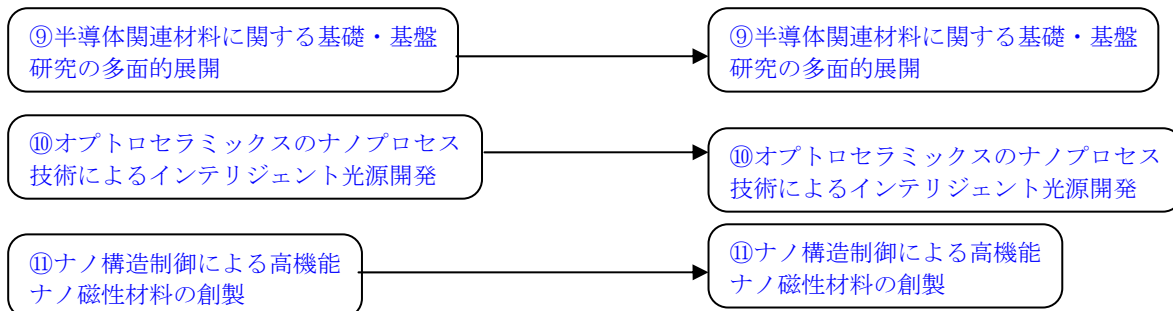 ⑨半導体関連材料に関する基礎・基盤
研究の多面的展開
⑨半導体関連材料に関する基礎・基盤
研究の多面的展開
⑩オプトロセラミックスのナノプロセス
技術によるインテリジェント光源開発
⑩オプトロセラミックスのナノプロセス
技術によるインテリジェント光源開発
⑪ナノ構造制御による高機能
ナノ磁性材料の創製
⑪ナノ構造制御による高機能
ナノ磁性材料の創製